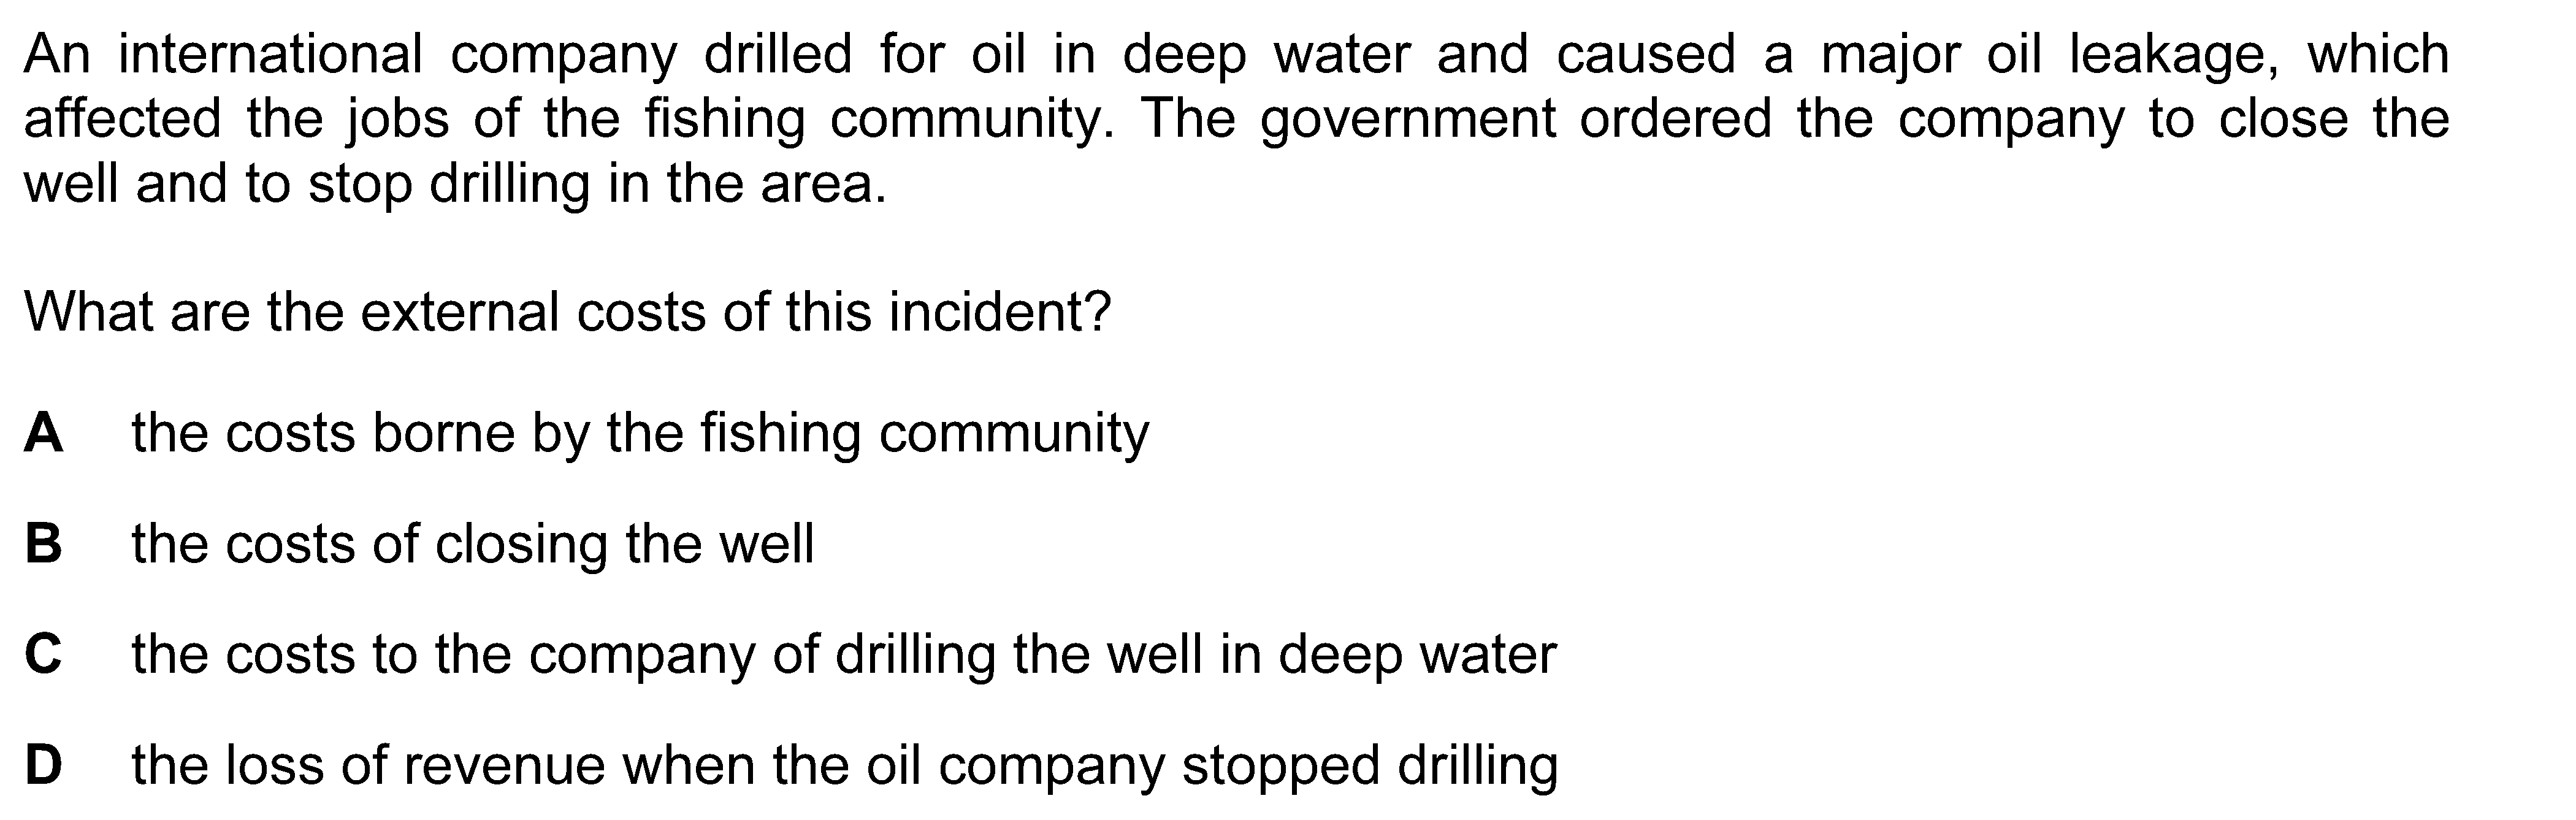 An international company drilled for oil in deep water and caused a major oil leakage, which
affected the jobs of the fishing community. The government ordered the company to close the
well and to stop drilling in the area.
What are the external costs of this incident?
A the costs borne by the fishing community
B the costs of closing the well
C the costs to the company of drilling the well in deep water
D the loss of revenue when the oil company stopped drilling